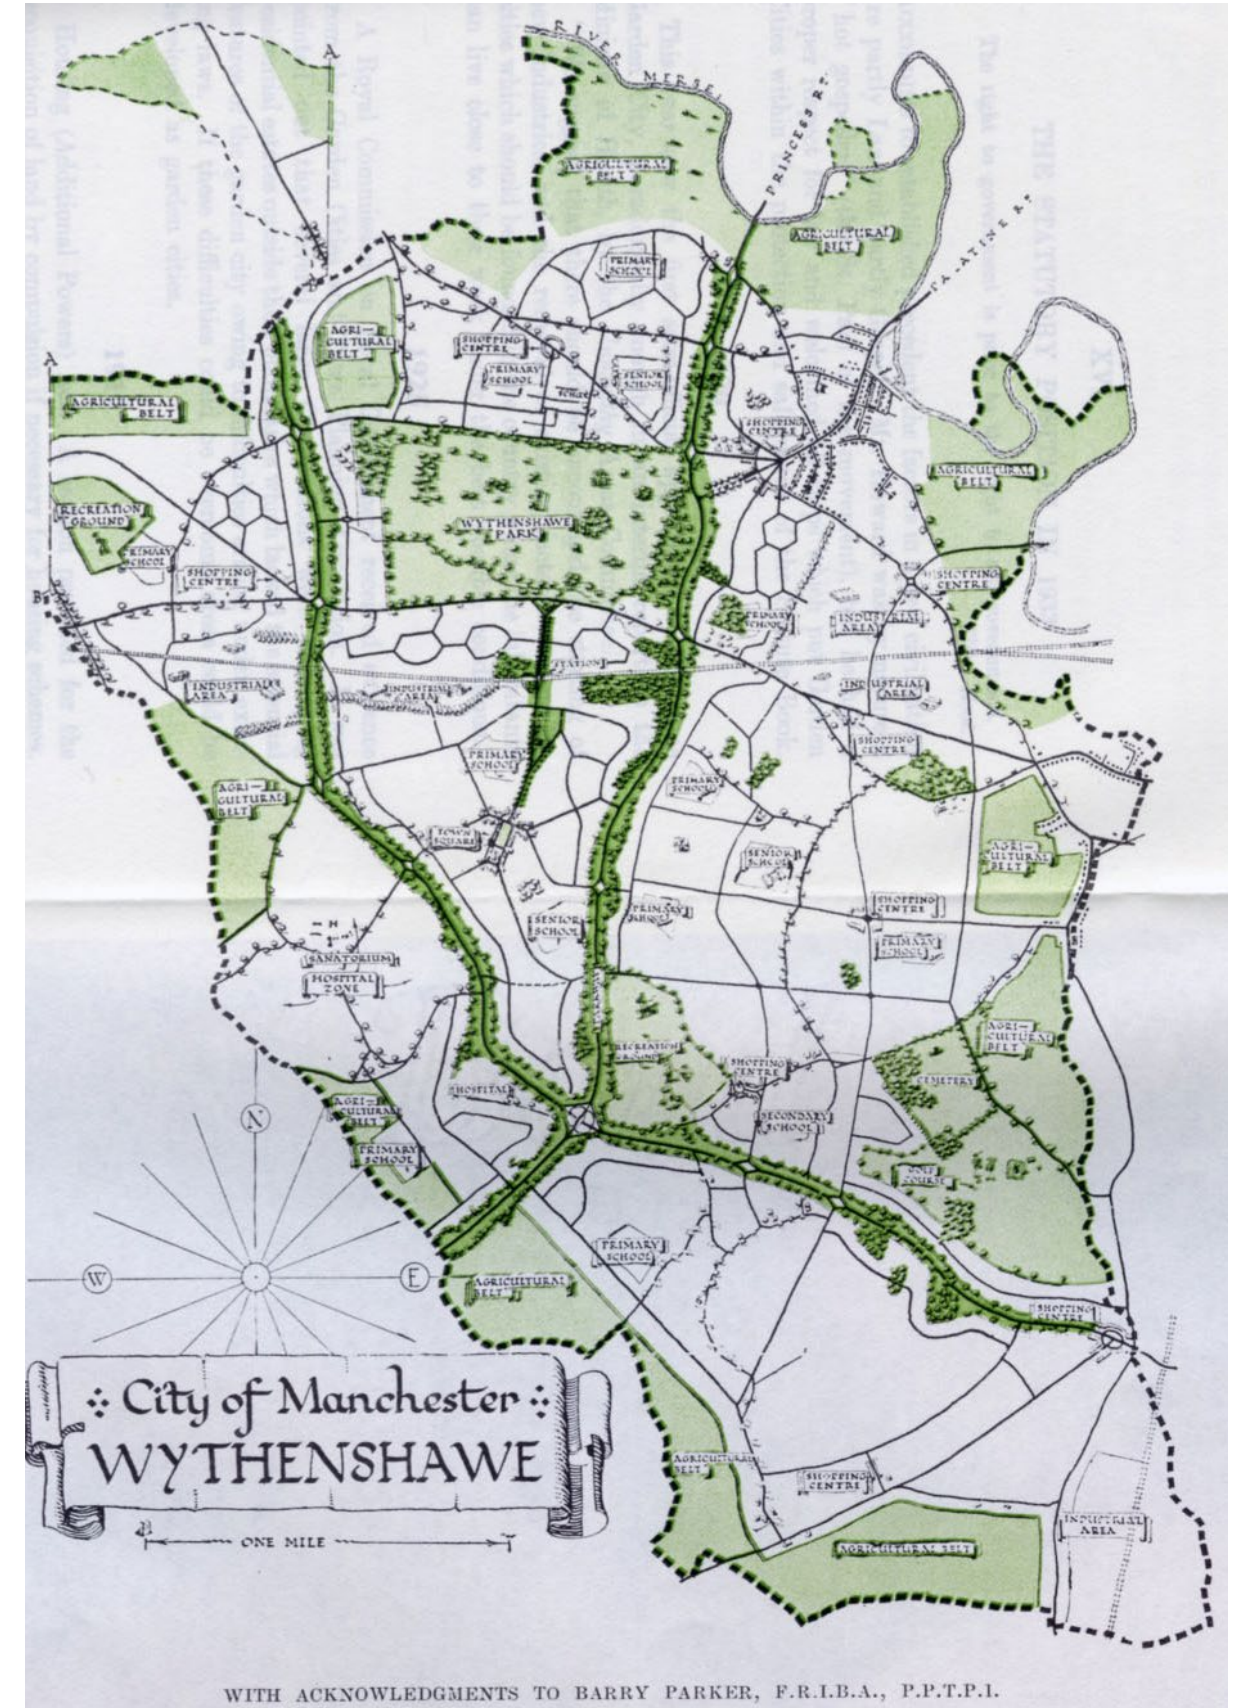 RIVER MERSEY
PRINCESS RD.
PALATINE RD.
A
B
AGRICULTURAL
BELT
AGRICULTURAL
BELT
PRIMARY
SCHOOL
AGRI-
CULTURAL
BELT
SHOPPING
CENTRE
PRIMARY
SCHOOL
SENIOR
SCHOOL
A
AGRICULTURAL
BELT
SHOPPING
CENTRE
AGRICULTURAL
BELT
RECREATION
GROUND
PRIMARY
SCHOOL
SHOPPING
CENTRE
WYTHENSHAWE
PARK
SHOPPING
CENTRE
B
PRIMARY
SCHOOL
INDUSTRIAL
AREA
STATION
INDUSTRIAL
AREA
INDUSTRIAL
AREA
INDUSTRIAL
AREA
SHOPPING
CENTRE
PRIMARY
SCHOOL
PRIMARY
SCHOOL
AGRI-
CULTURAL
BELT
TOWN
SQUARE
SENIOR
SCHOOL
AGRI-
CULTURAL
BELT
SENIOR
SCHOOL
PRIMARY
SCHOOL
SHOPPING
CENTRE
PRIMARY
SCHOOL
SANATORIUM
HOSPITAL
ZONE
PARKWAY
AGRI-
CULTURAL
BELT
RECREATION
GROUND
SHOPPING
CENTRE
CEMETERY
HOSPITAL
AGRI-
CULTURAL
BELT
SECONDARY
SCHOOL
PRIMARY
SCHOOL
GOLF
COURSE
N
W
E
PRIMARY
SCHOOL
AGRICULTURAL
BELT
SHOPPING
CENTRE
City of Manchester
WYTHENSHAWE
ONE MILE
AGRICULTURAL
BELT
SHOPPING
CENTRE
INDUSTRIAL
AREA
AGRICULTURAL BELT
WITH ACKNOWLEDGMENTS TO BARRY PARKER, F.R.I.B.A., P.P.T.P.I.